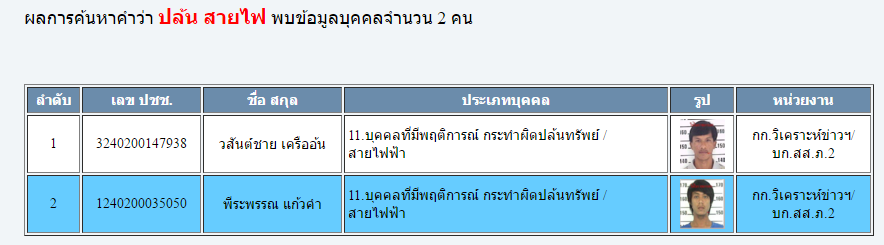 ผลการค้นหาคำว่า ปล้น สายไฟ พบข้อมูลบุคคลจำนวน 2 คน
ลำดับ เลข ปชช. ชื่อ สกุล ประเภทบุคคล รูป หน่วยงาน
1 3240200147938 วสันต์ชาย เครืออ้น 11.บุคคลที่มีพฤติการณ์ กระทำผิดปล้นทรัพย์ / กก.วิเคราะห์ข่าวฯ/
สายไฟฟ้า บก.สส.ภ.2
2 1240200035050 พีระพรรณ แก้วคำ 11.บุคคลที่มีพฤติการณ์ กระทำผิดปล้นทรัพย์ / กก.วิเคราะห์ข่าวฯ/
สายไฟฟ้า บก.สส.ภ.2